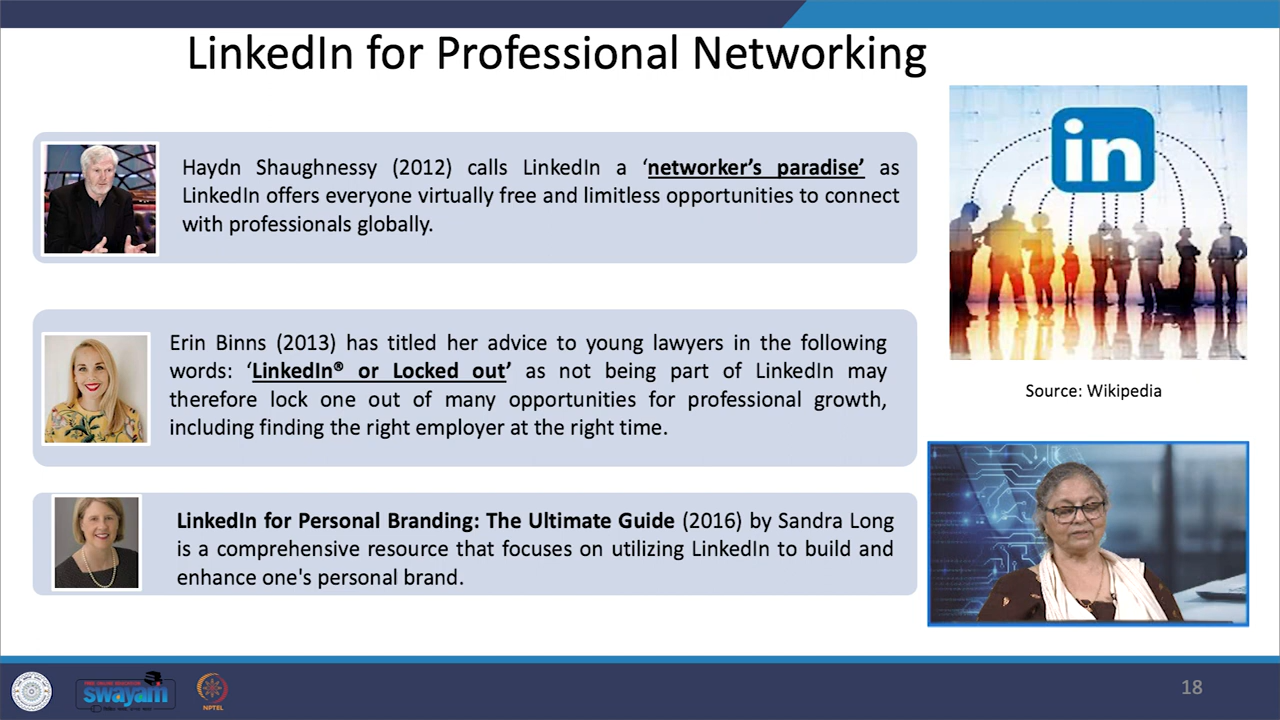 LinkedIn for Professional Networking
Haydn Shaughnessy (2012) calls LinkedIn a ‘networker’s paradise’ as
LinkedIn offers everyone virtually free and limitless opportunities to connect
with professionals globally.
in
Source: Wikipedia
Erin Binns (2013) has titled her advice to young lawyers in the following
words: ‘LinkedIn® or Locked out’ as not being part of LinkedIn may
therefore lock one out of many opportunities for professional growth,
including finding the right employer at the right time.
LinkedIn for Personal Branding: The Ultimate Guide (2016) by Sandra Long
is a comprehensive resource that focuses on utilizing LinkedIn to build and
enhance one's personal brand.
swayam
NPTEL
18